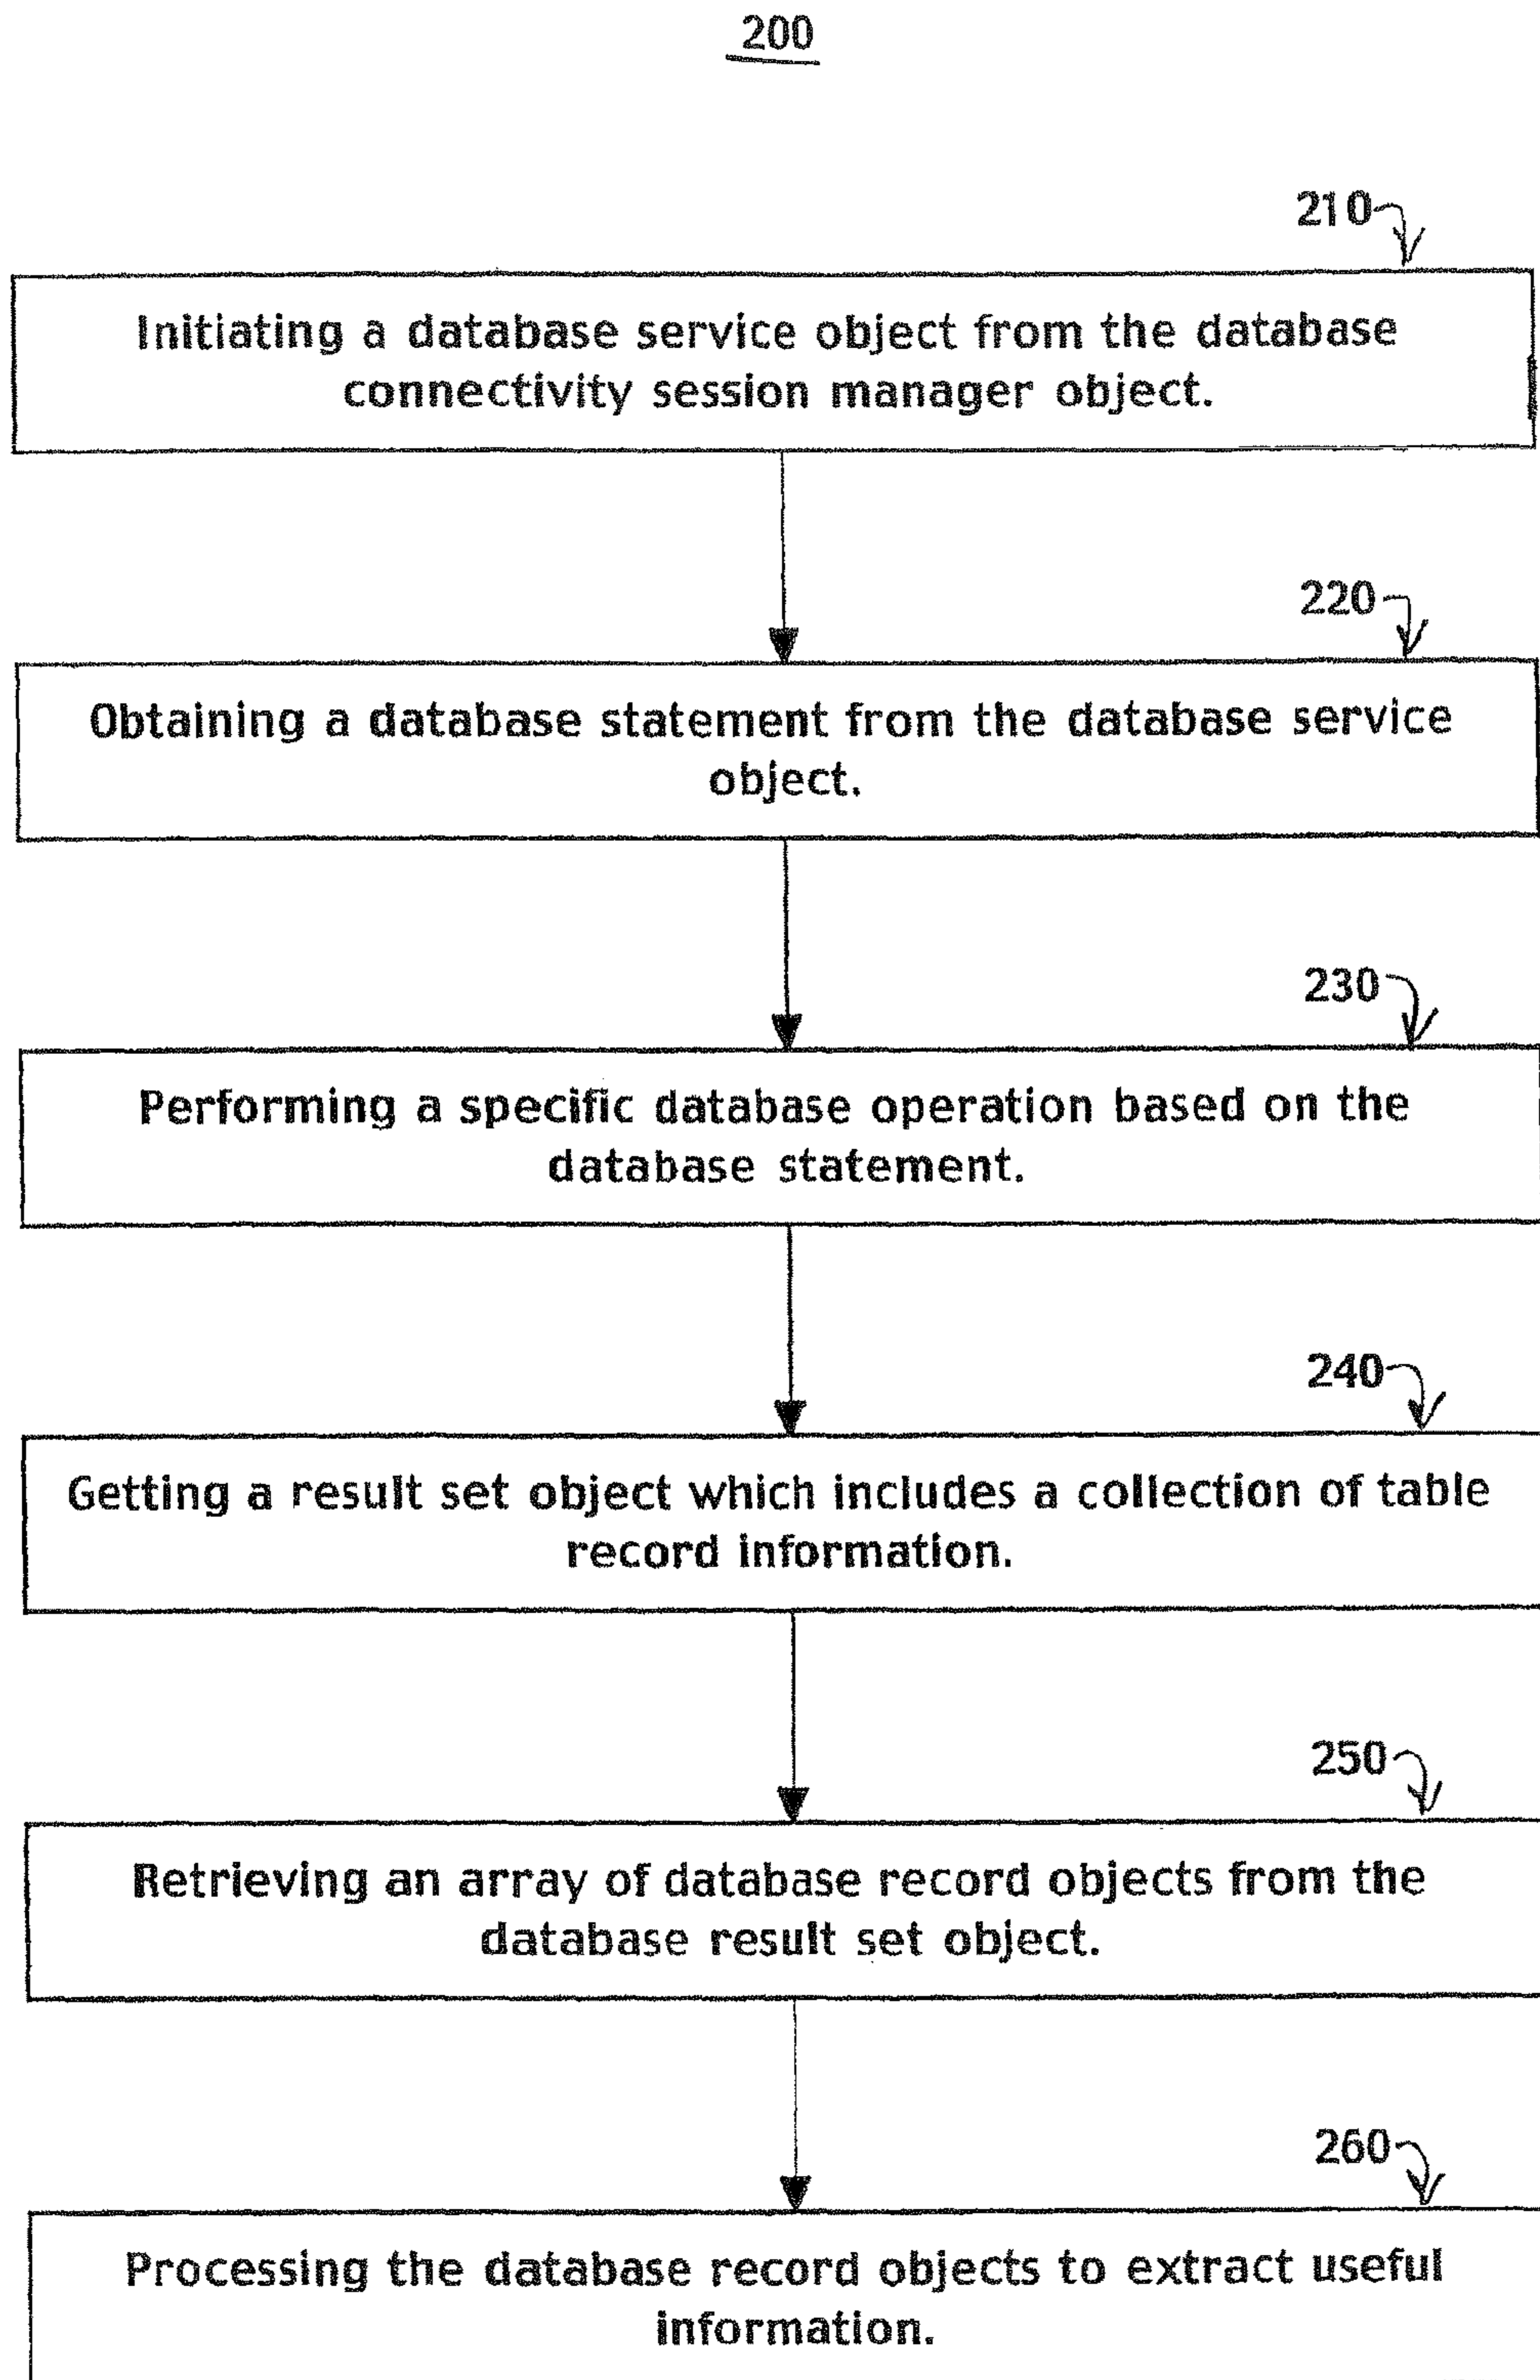 200
210
Initiating a database service object from the database
connectivity session manager object.
220
Obtaining a database statement from the database service
object.
230
Performing a specific database operation based on the
database statement.
240
Getting a result set object which includes a collection of table
record information.
250
Retrieving an array of database record objects from the
database result set object.
260
Processing the database record objects to extract useful
information.